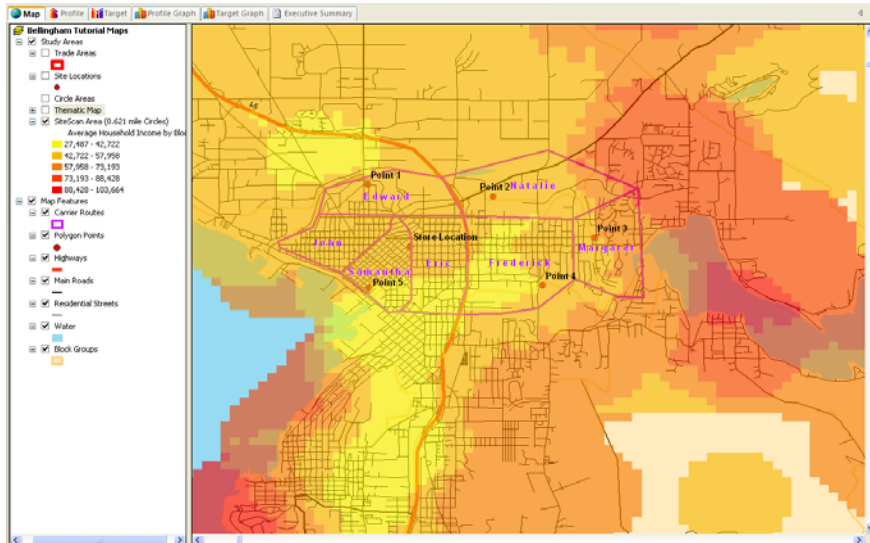 Map
Profile
Target
Profile Graph
Target Graph
Executive Summary
Bellingham Tutorial Maps
Study Areas
Trade Areas
Site Locations
Circle Areas
Thematic Map
SiteScan Area (0.621 mile Circles)
Average Household Income by Blo
27,487 - 42,722
42,722 - 57,958
57,958 - 73,193
73,193 - 88,428
88,428 - 103,664
Map Features
Carrier Routes
Polygon Points
Highways
Main Roads
Residential Streets
Water
Block Groups
Point 1
Edward
Point 2
Natalie
John
Store Location
Point 3
Margaret
Eric
Frederick
Samantha
Point 4
Point 5